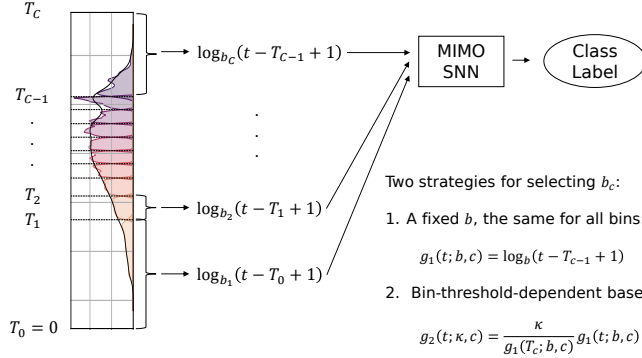 T_C
T_{C−1}
.
.
.
T_2
T_1
T_0 = 0
log_{b_C}(t − T_{C−1} + 1)
.
.
.
log_{b_2}(t − T_1 + 1)
log_{b_1}(t − T_0 + 1)
MIMO
SNN
Class
Label
Two strategies for selecting b_c:
1. A fixed b, the same for all bins:
g_1(t; b, c) = log_b(t − T_{c−1} + 1)
2. Bin-threshold-dependent base
g_2(t; κ, c) = κ / g_1(T_c; b, c) g_1(t; b, c)